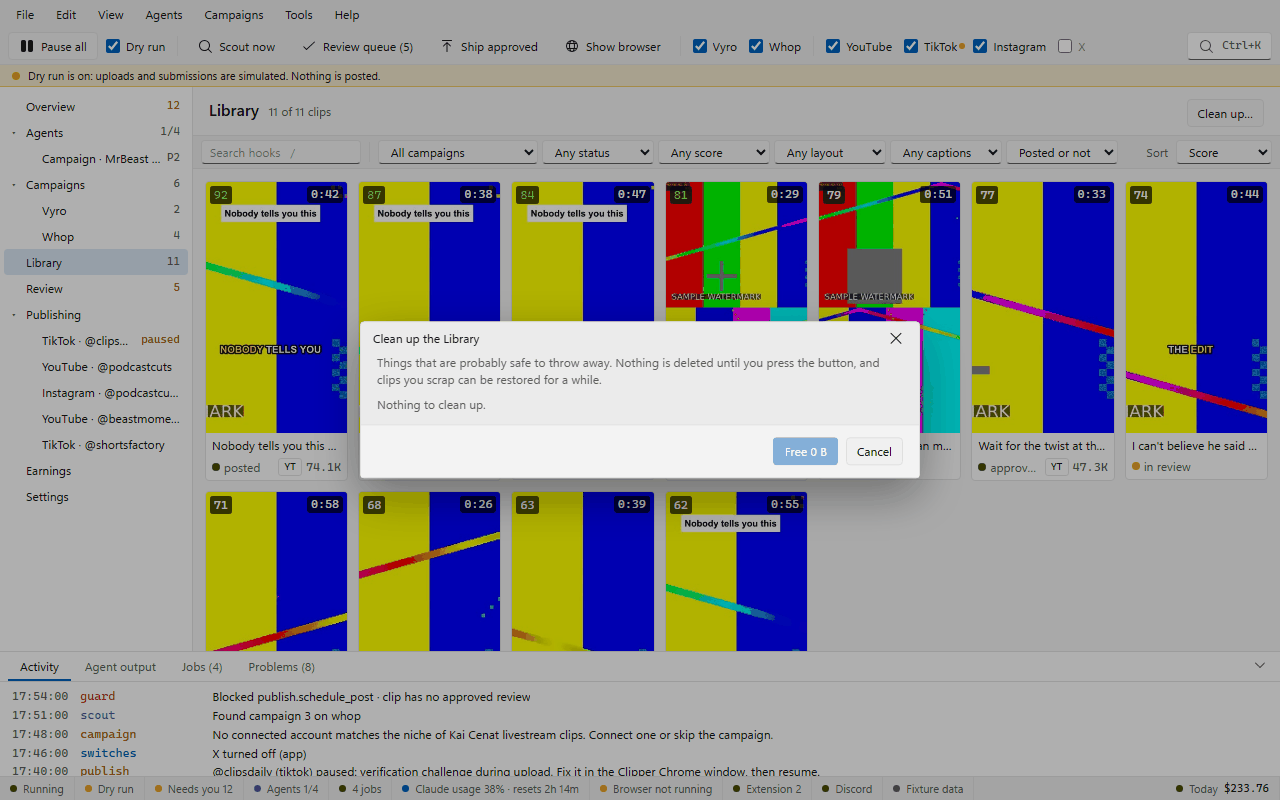 File Edit View Agents Campaigns Tools Help
Pause all Dry run Scout now Review queue (5) Ship approved Show browser Vyro Whop YouTube TikTok Instagram X Ctrl+K
Dry run is on: uploads and submissions are simulated. Nothing is posted.
Overview 12
Agents 1/4
Campaign · MrBeast ... P2
Campaigns 6
Vyro 2
Whop 4
Library 11
Review 5
Publishing
TikTok · @clips... paused
YouTube · @podcastcuts
Instagram · @podcastcu...
YouTube · @beastmome...
TikTok · @shortsfactory
Earnings
Settings
Library 11 of 11 clips Clean up...
Search hooks / All campaigns Any status Any score Any layout Any captions Posted or not Sort Score
92 0:42 87 0:38 84 0:47 81 0:29 79 0:51 77 0:33 74 0:44
Nobody tells you this Nobody tells you this Nobody tells you this
SAMPLE WATERMARK SAMPLE WATERMARK
NOBODY TELLS YOU THE EDIT
ARK ARK ARK
Nobody tells you this ... an m... Wait for the twist at th... I can't believe he said ...
posted YT 74.1K approv... YT 47.3K in review
Clean up the Library
Things that are probably safe to throw away. Nothing is deleted until you press the button, and
clips you scrap can be restored for a while.
Nothing to clean up.
Free 0 B Cancel
71 0:58 68 0:26 63 0:39 62 0:55
Nobody tells you this
Activity Agent output Jobs (4) Problems (8)
17:54:00 guard Blocked publish.schedule_post · clip has no approved review
17:51:00 scout Found campaign 3 on whop
17:48:00 campaign No connected account matches the niche of Kai Cenat livestream clips. Connect one or skip the campaign.
17:46:00 switches X turned off (app)
17:40:00 publish @clipsdaily (tiktok) paused: verification challenge during upload. Fix it in the Clipper Chrome window, then resume.
Running Dry run Needs you 12 Agents 1/4 4 jobs Claude usage 38% · resets 2h 14m Browser not running Extension 2 Discord Fixture data Today $233.76